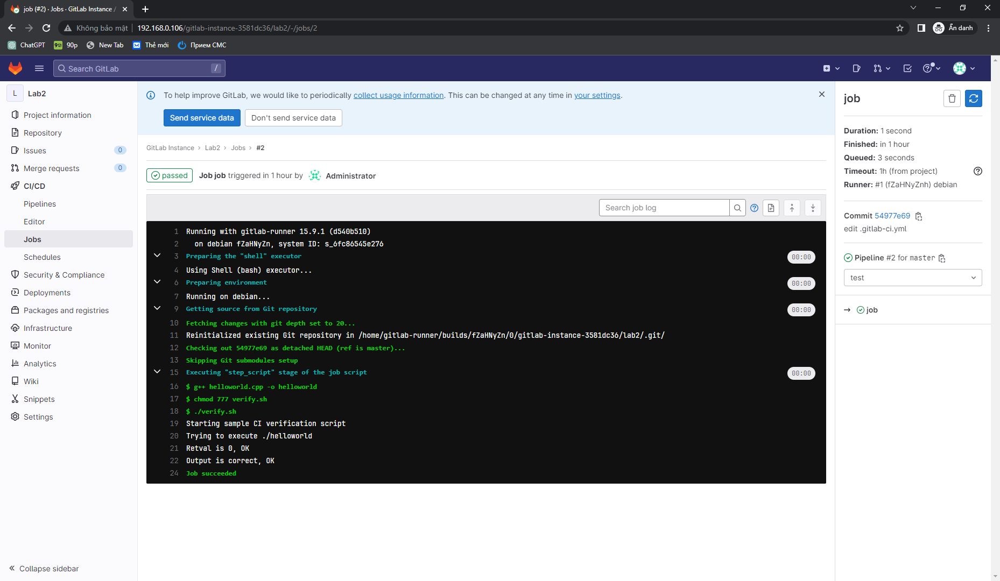 job (#2) · Jobs · GitLab Instance /
Không bảo mật 192.168.0.106/gitlab-instance-3581dc36/lab2/-/jobs/2
Ẩn danh
ChatGPT
90p
New Tab
Thẻ mới
Прием СМС
Search GitLab /
L Lab2
Project information
Repository
Issues 0
Merge requests 0
CI/CD
Pipelines
Editor
Jobs
Schedules
Security & Compliance
Deployments
Packages and registries
Infrastructure
Monitor
Analytics
Wiki
Snippets
Settings
Collapse sidebar
To help improve GitLab, we would like to periodically collect usage information. This can be changed at any time in your settings.
Send service data
Don't send service data
GitLab Instance › Lab2 › Jobs › #2
passed Job job triggered in 1 hour by Administrator
Search job log
1 Running with gitlab-runner 15.9.1 (d540b510)
2 on debian fZaHNyZn, system ID: s_6fc86545e276
3 Preparing the "shell" executor 00:00
4 Using Shell (bash) executor...
6 Preparing environment 00:00
7 Running on debian...
9 Getting source from Git repository 00:00
10 Fetching changes with git depth set to 20...
11 Reinitialized existing Git repository in /home/gitlab-runner/builds/fZaHNyZn/0/gitlab-instance-3581dc36/lab2/.git/
12 Checking out 54977e69 as detached HEAD (ref is master)...
13 Skipping Git submodules setup
15 Executing "step_script" stage of the job script 00:00
16 $ g++ helloworld.cpp -o helloworld
17 $ chmod 777 verify.sh
18 $ ./verify.sh
19 Starting sample CI verification script
20 Trying to execute ./helloworld
21 Retval is 0, OK
22 Output is correct, OK
24 Job succeeded
job
Duration: 1 second
Finished: in 1 hour
Queued: 3 seconds
Timeout: 1h (from project)
Runner: #1 (fZaHNyZnh) debian
Commit 54977e69
edit .gitlab-ci.yml
Pipeline #2 for master
test
→ job